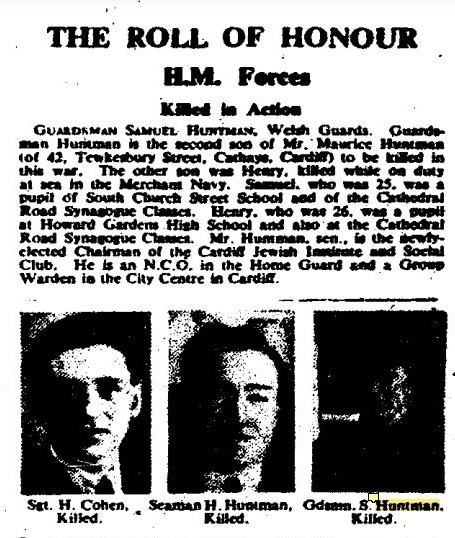 THE ROLL OF HONOUR
H.M. Forces
Killed in Action
GUARDSMAN SAMUEL HUNTMAN, Welsh Guards. Guards-
man Huntman is the second son of Mr. Maurice Huntman
(of 42, Tewkesbury Street, Cathays, Cardiff) to be killed in
this war. The other son was Henry, killed while on duty
at sea in the Merchant Navy. Samuel, who was 25, was a
pupil of South Church Street School and of the Cathedral
Road Synagogue Classes. Henry, who was 26, was a pupil
at Howard Gardens High School and also at the Cathedral
Road Synagogue Classes. Mr. Huntman, sen., is the newly-
elected Chairman of the Cardiff Jewish Institute and Social
Club. He is an N.C.O. in the Home Guard and a Group
Warden in the City Centre in Cardiff.
Sgt. H. Cohen,
Killed.
Seaman H. Huntman,
Killed.
Gdsmn. S. Huntman,
Killed.